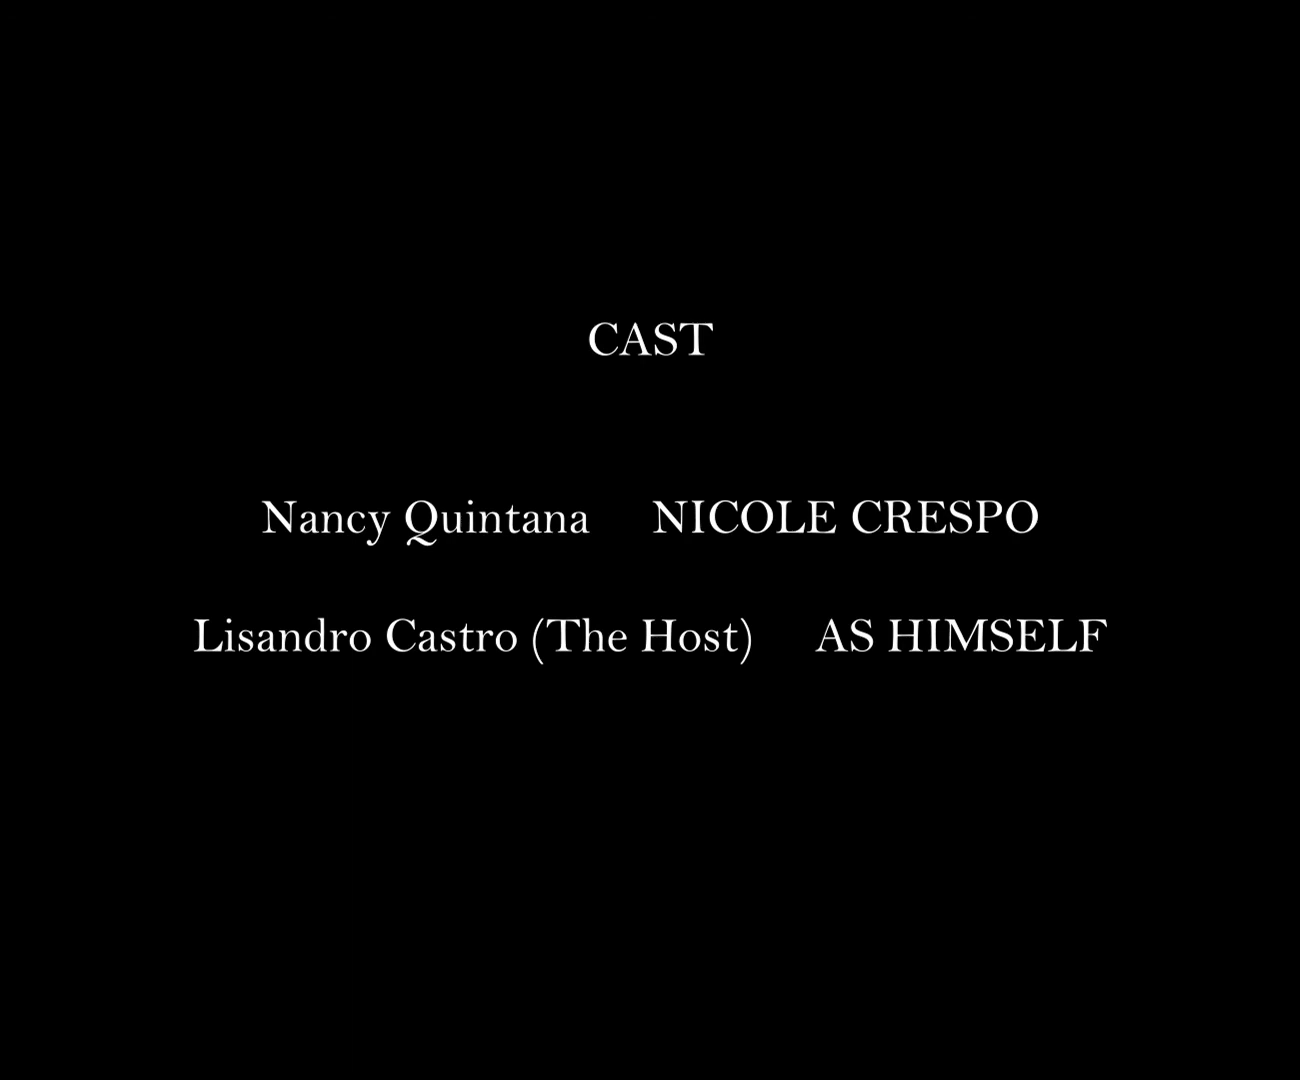 CAST
Nancy Quintana NICOLE CRESPO
Lisandro Castro (The Host) AS HIMSELF